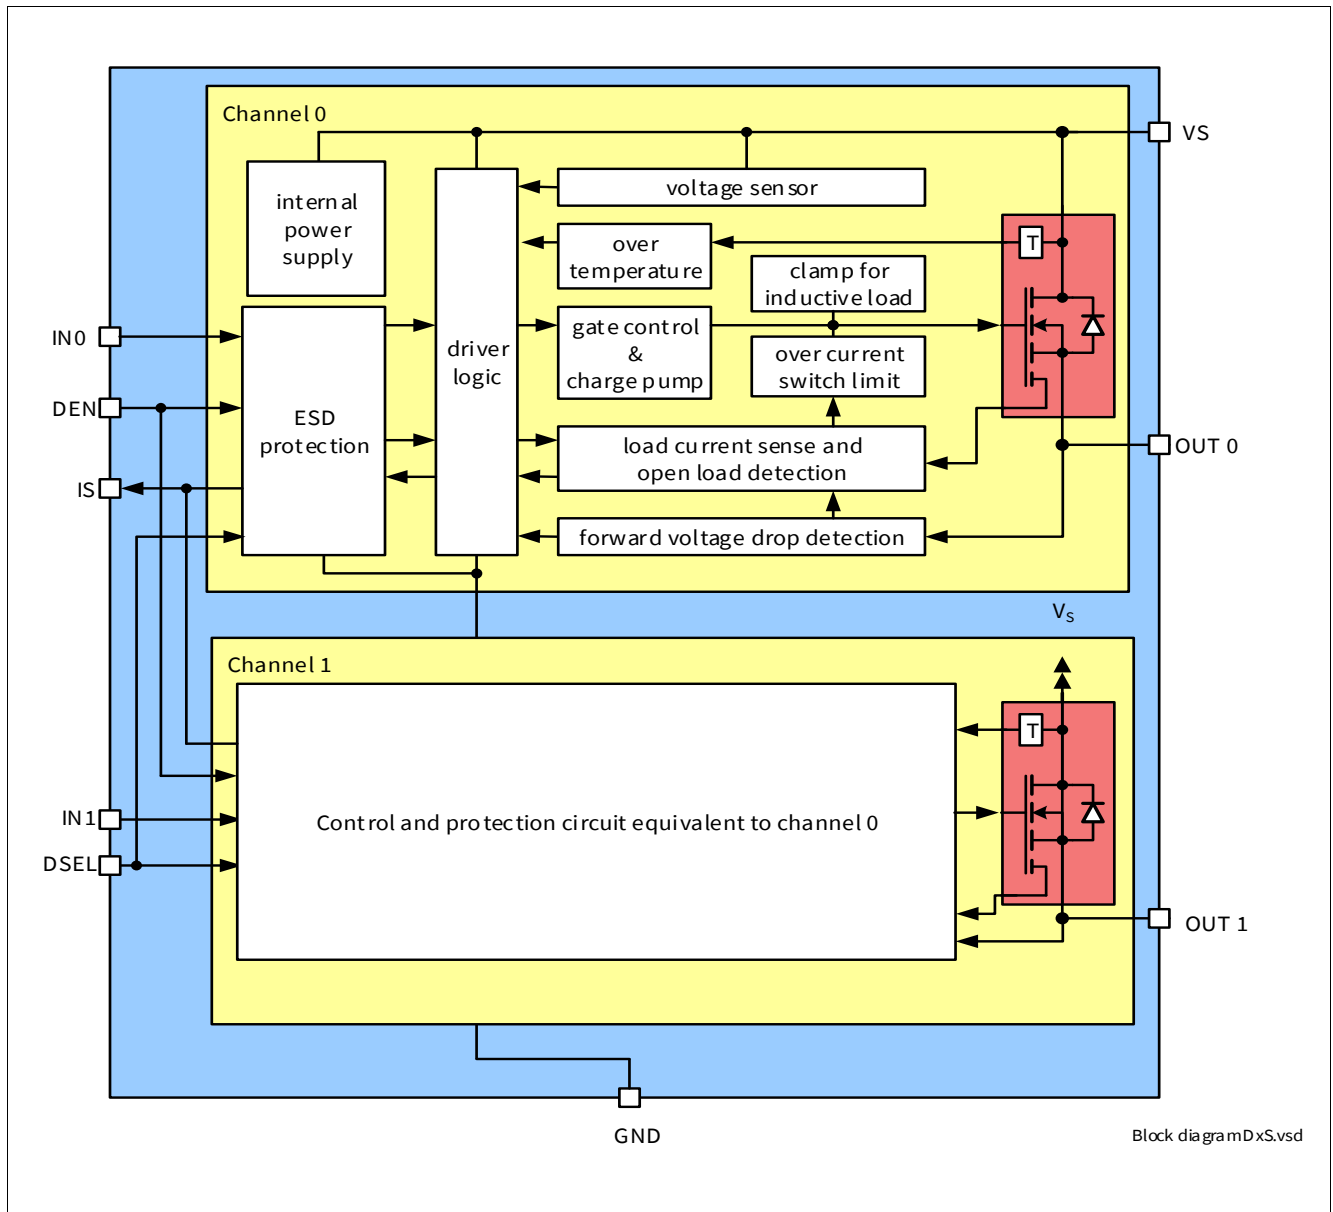 Channel 0
VS
internal
power
supply
voltage sensor
over
temperature
T
clamp for
inductive load
IN0
driver
logic
gate control
&
charge pump
over current
switch limit
DEN
ESD
protection
load current sense and
open load detection
OUT 0
IS
forward voltage drop detection
VS
Channel 1
T
IN1
Control and protection circuit equivalent to channel 0
DSEL
OUT 1
GND
Block diagramDxS.vsd